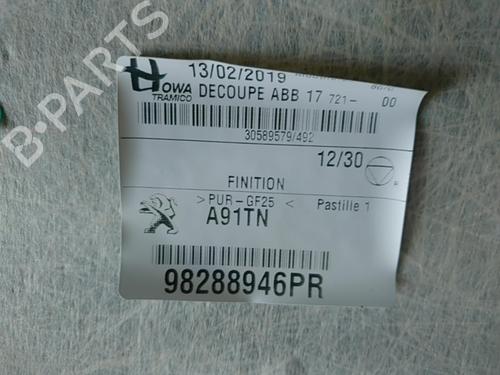 B-PARTS
HOWA
TRAMICO
13/02/2019
DECOUPE ABB 17 721- 00
30589579/492
12/30
FINITION
>PUR-GF25 <
Pastille 1
A91TN
98288946PR